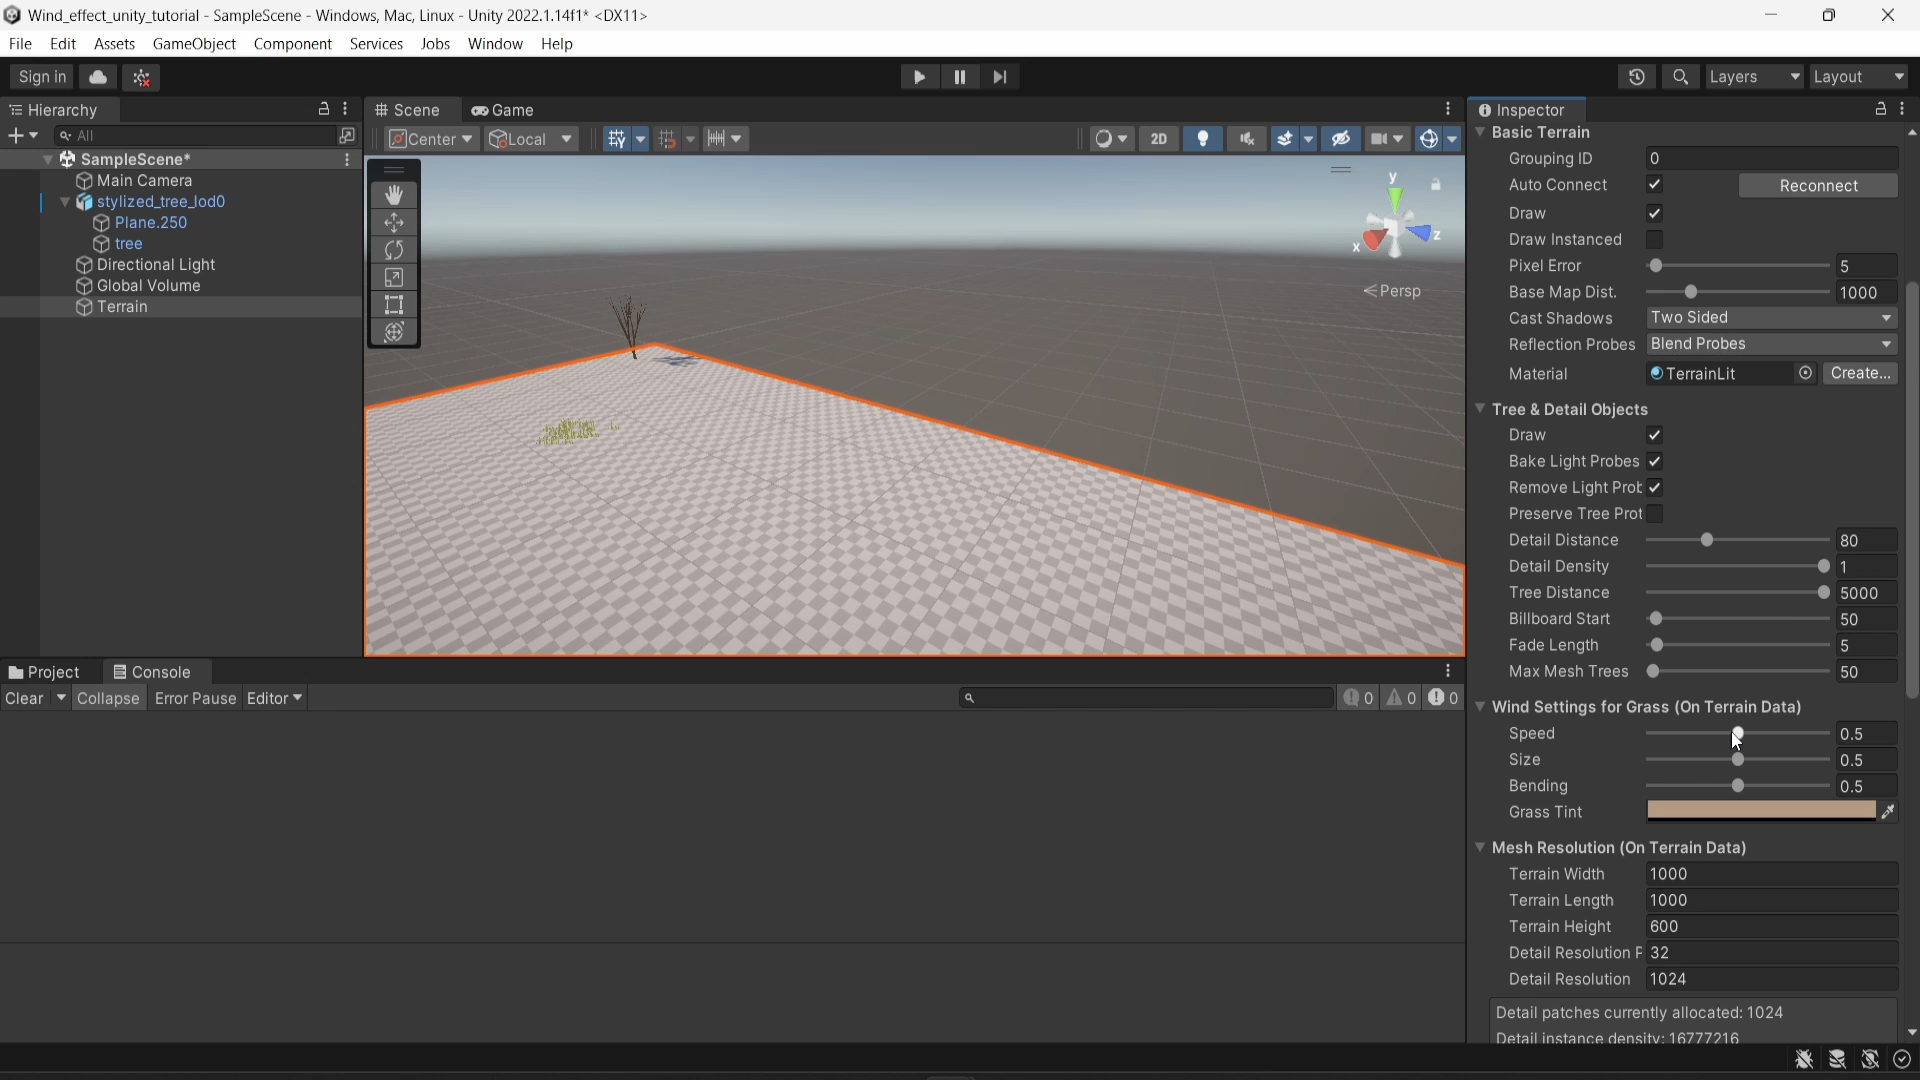 Wind_effect_unity_tutorial - SampleScene - Windows, Mac, Linux - Unity 2022.1.14f1* <DX11>
File Edit Assets GameObject Component Services Jobs Window Help
Sign in
Layers
Layout
Hierarchy
All
SampleScene*
Main Camera
stylized_tree_lod0
Plane.250
tree
Directional Light
Global Volume
Terrain
Scene
Game
Center
Local
2D
y
x
z
Persp
Project
Console
Clear
Collapse
Error Pause
Editor
0
0
0
Inspector
Basic Terrain
Grouping ID 0
Auto Connect
Reconnect
Draw
Draw Instanced
Pixel Error 5
Base Map Dist. 1000
Cast Shadows Two Sided
Reflection Probes Blend Probes
Material TerrainLit Create...
Tree & Detail Objects
Draw
Bake Light Probes
Remove Light Prob
Preserve Tree Prot
Detail Distance 80
Detail Density 1
Tree Distance 5000
Billboard Start 50
Fade Length 5
Max Mesh Trees 50
Wind Settings for Grass (On Terrain Data)
Speed 0.5
Size 0.5
Bending 0.5
Grass Tint
Mesh Resolution (On Terrain Data)
Terrain Width 1000
Terrain Length 1000
Terrain Height 600
Detail Resolution P 32
Detail Resolution 1024
Detail patches currently allocated: 1024
Detail instance density: 16777216